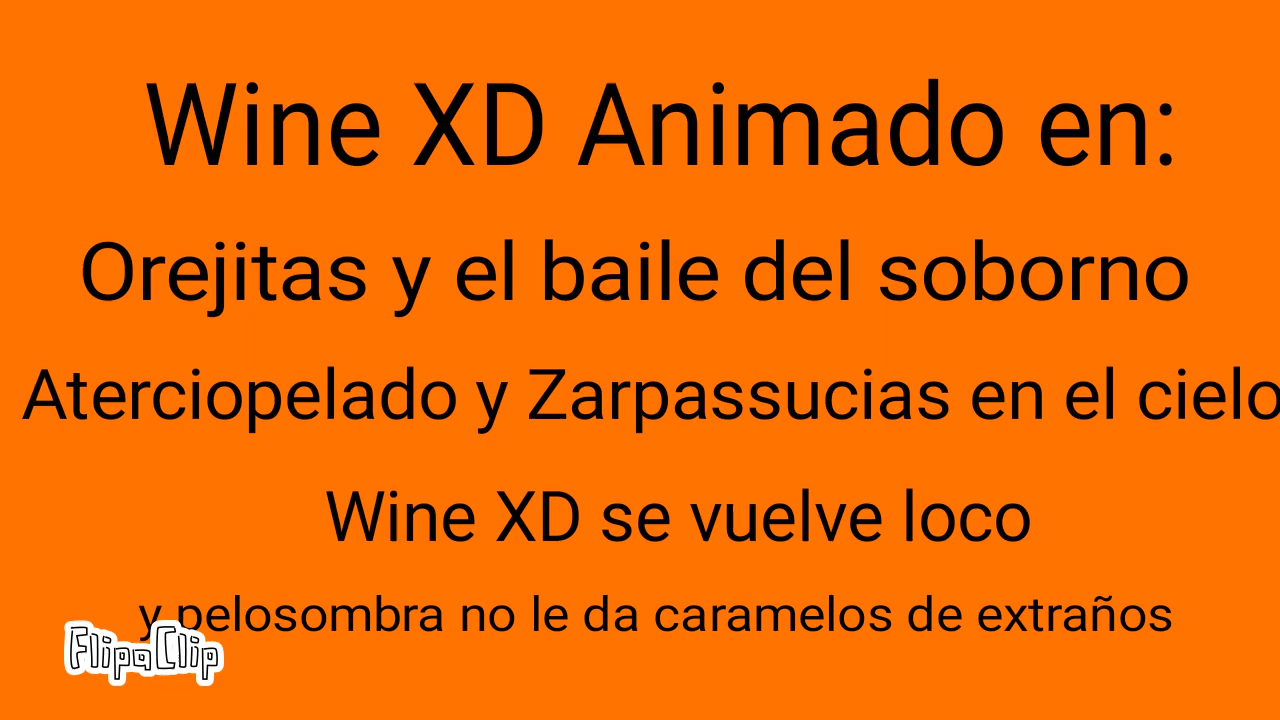 Wine XD Animado en:
Orejitas y el baile del soborno
Aterciopelado y Zarpassucias en el cielo
Wine XD se vuelve loco
y pelosombra no le da caramelos de extraños
FlipaClip